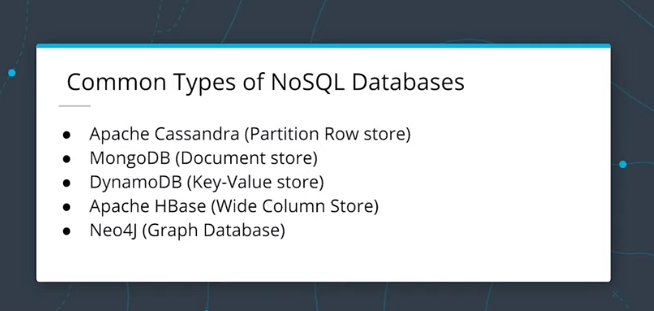 Common Types of NoSQL Databases
● Apache Cassandra (Partition Row store)
● MongoDB (Document store)
● DynamoDB (Key-Value store)
● Apache HBase (Wide Column Store)
● Neo4J (Graph Database)